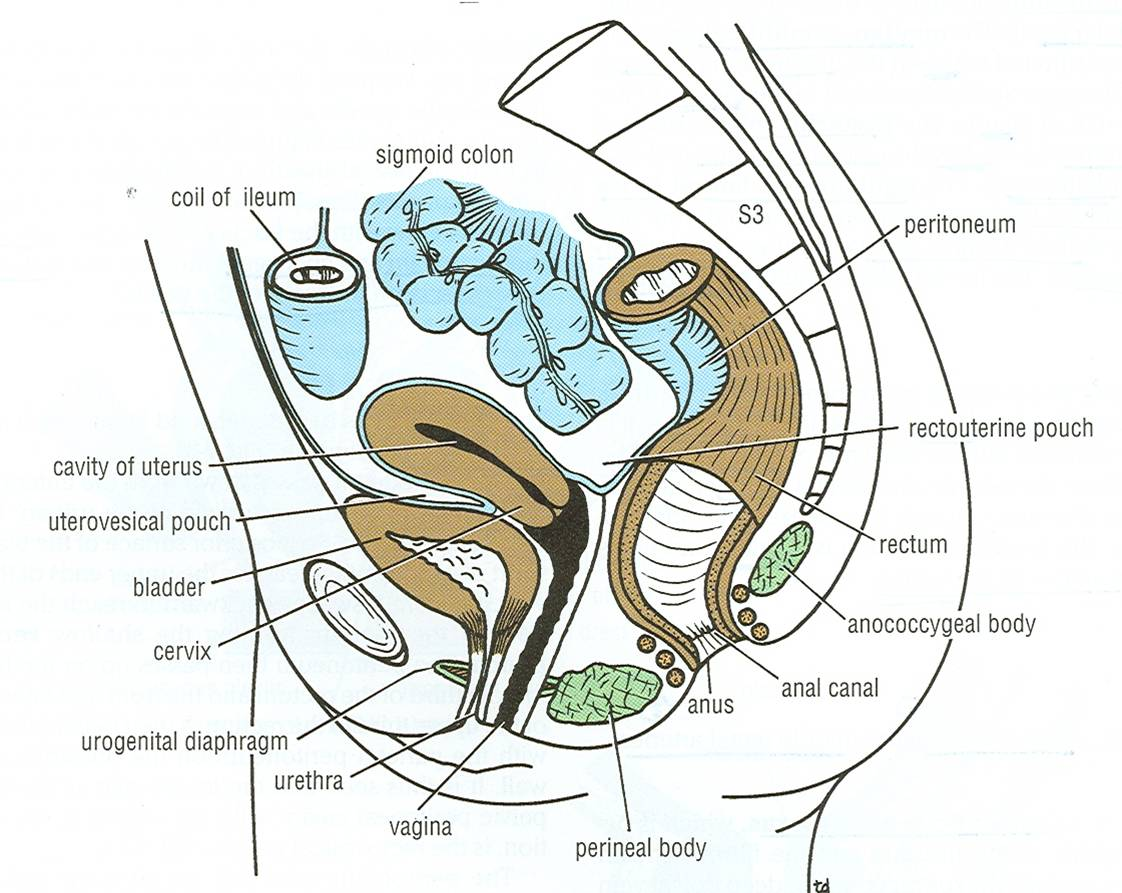 sigmoid colon
coil of ileum
S3
peritoneum
rectouterine pouch
cavity of uterus
uterovesical pouch
rectum
bladder
anococcygeal body
cervix
anal canal
anus
urogenital diaphragm
urethra
vagina
perineal body
td